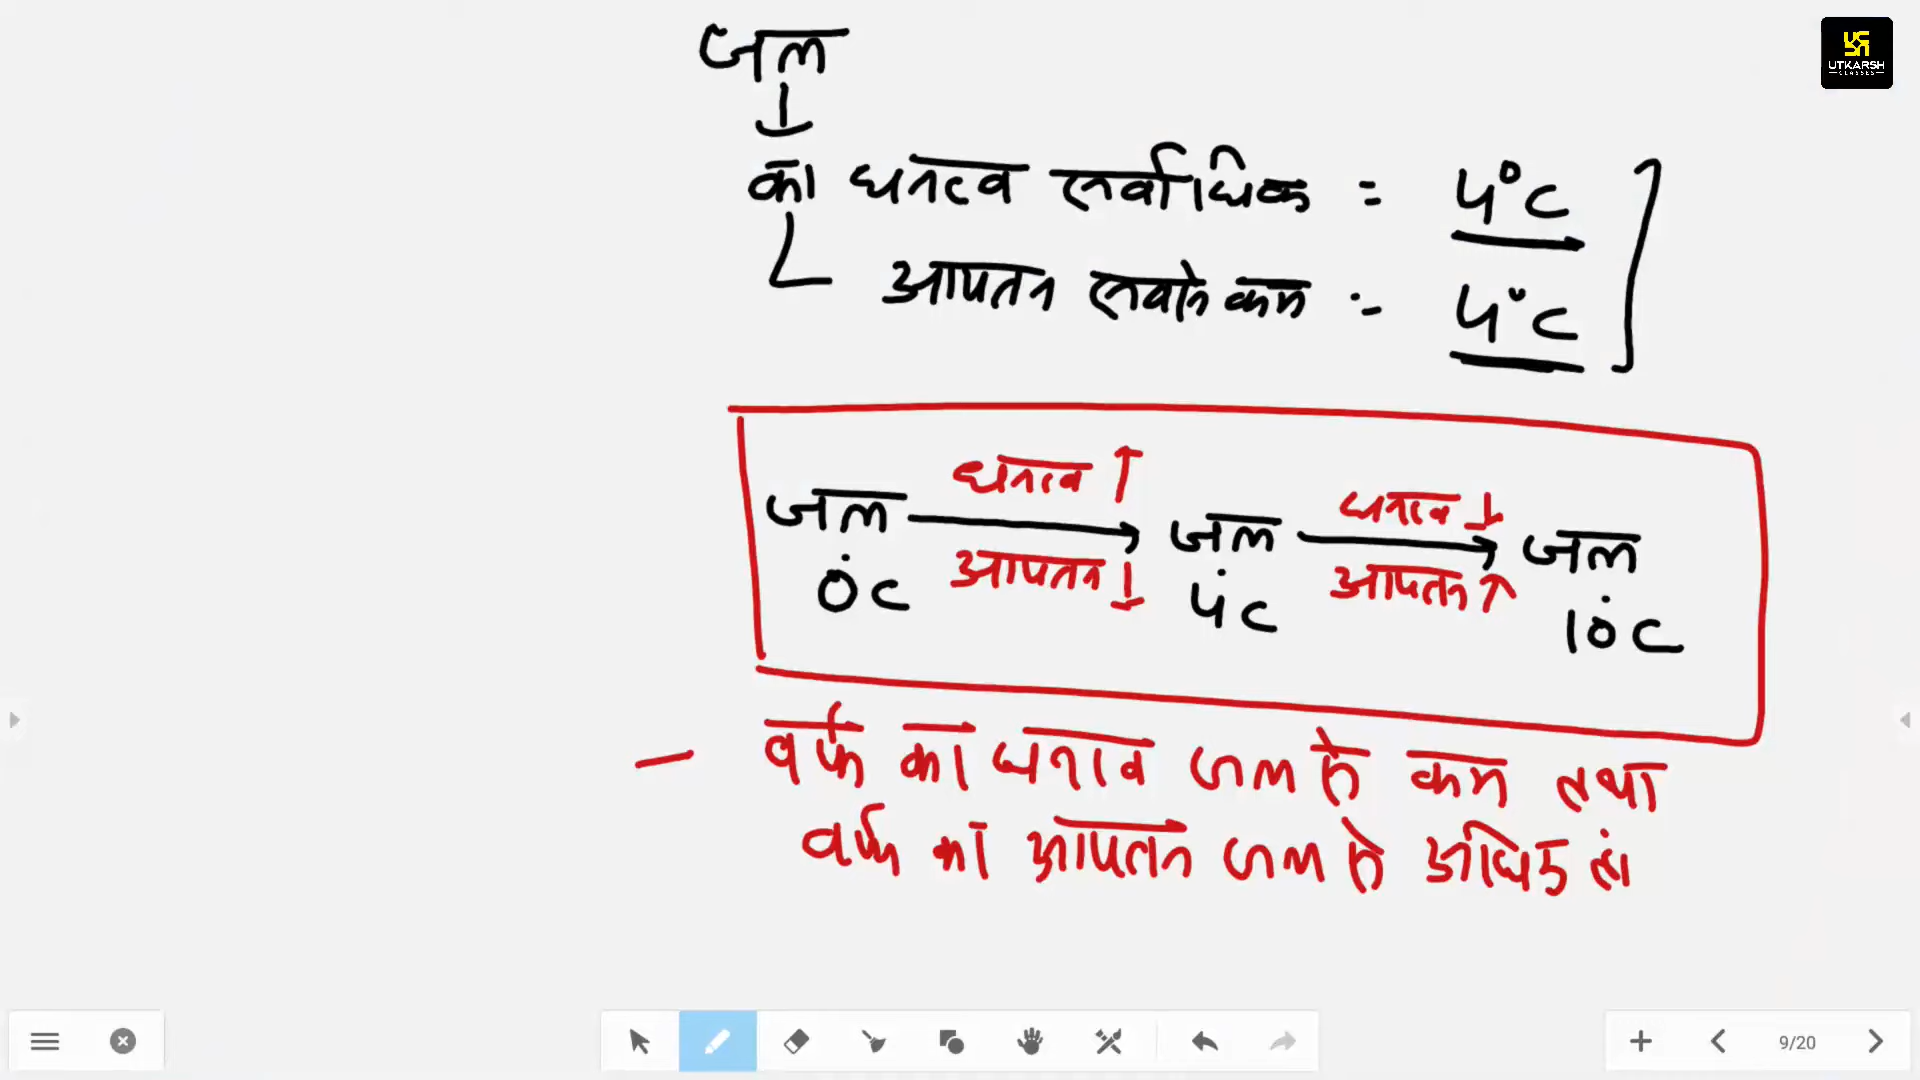 जल
UTKARSH
CLASSES
का घनत्व सर्वाधिक = 4°C
आयतन सबसे कम = 4°C
घनत्व ↑ घनत्व ↓
जल → जल → जल
आयतन ↓ आयतन ↑
0°C 4°C 10°C
– बर्फ का घनत्व जल से कम तथा
बर्फ का आयतन जल से अधिक हो
9/20